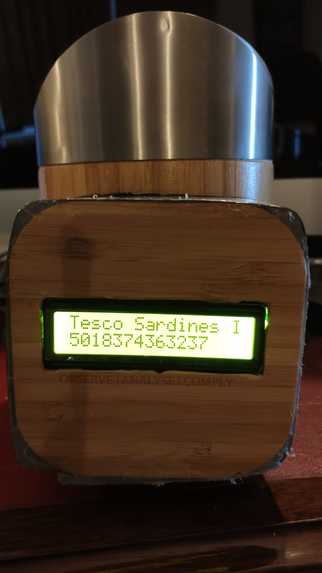 Tesco Sardines I
5018374363237
OBSERVE|ANALYSE|COMPLY